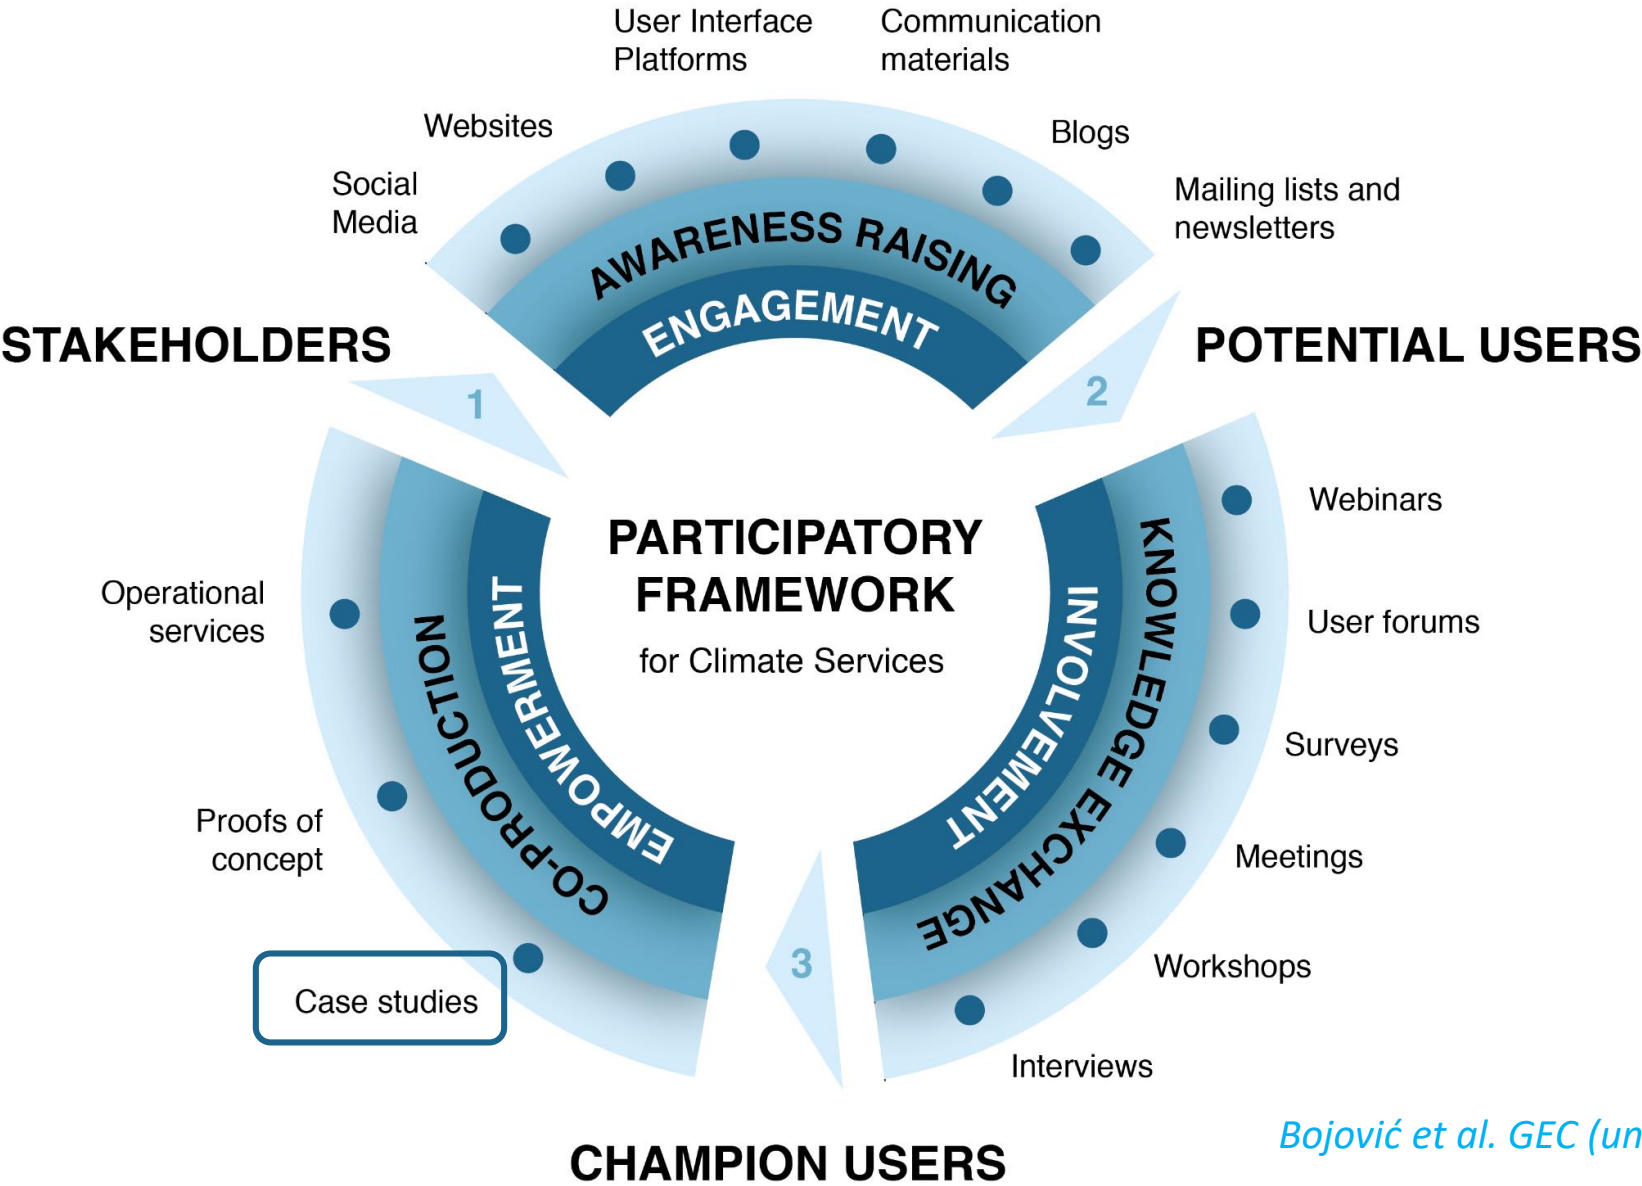 User Interface
Platforms
Communication
materials
Websites
Blogs
Social
Media
Mailing lists and
newsletters
AWARENESS RAISING
ENGAGEMENT
STAKEHOLDERS
POTENTIAL USERS
1
2
PARTICIPATORY
FRAMEWORK
for Climate Services
INVOLVEMENT
KNOWLEDGE EXCHANGE
Webinars
User forums
Surveys
Meetings
Workshops
Interviews
3
EMPOWERMENT
CO-PRODUCTION
Operational
services
Proofs of
concept
Case studies
CHAMPION USERS
Bojović et al. GEC (un